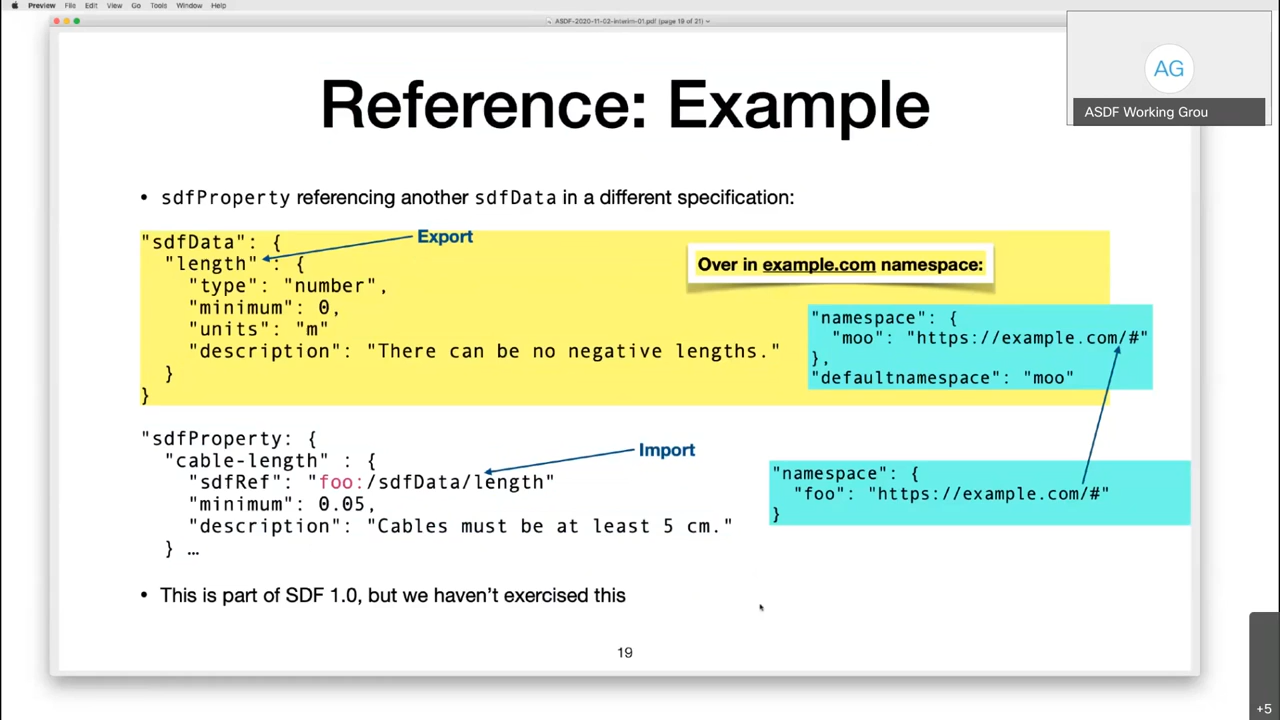 Preview File Edit View Go Tools Window Help
ASDF-2020-11-02-interim-01.pdf (page 19 of 21)
AG
ASDF Working Grou
Reference: Example
• sdfProperty referencing another sdfData in a different specification:
Export
"sdfData": {
"length" : {
"type": "number",
"minimum": 0,
"units": "m"
"description": "There can be no negative lengths."
}
}
Over in example.com namespace:
"namespace": {
"moo": "https://example.com/#"
},
"defaultnamespace": "moo"
"sdfProperty: {
"cable-length" : {
"sdfRef": "foo:/sdfData/length"
"minimum": 0.05,
"description": "Cables must be at least 5 cm."
} …
Import
"namespace": {
"foo": "https://example.com/#"
}
• This is part of SDF 1.0, but we haven't exercised this
19
+5